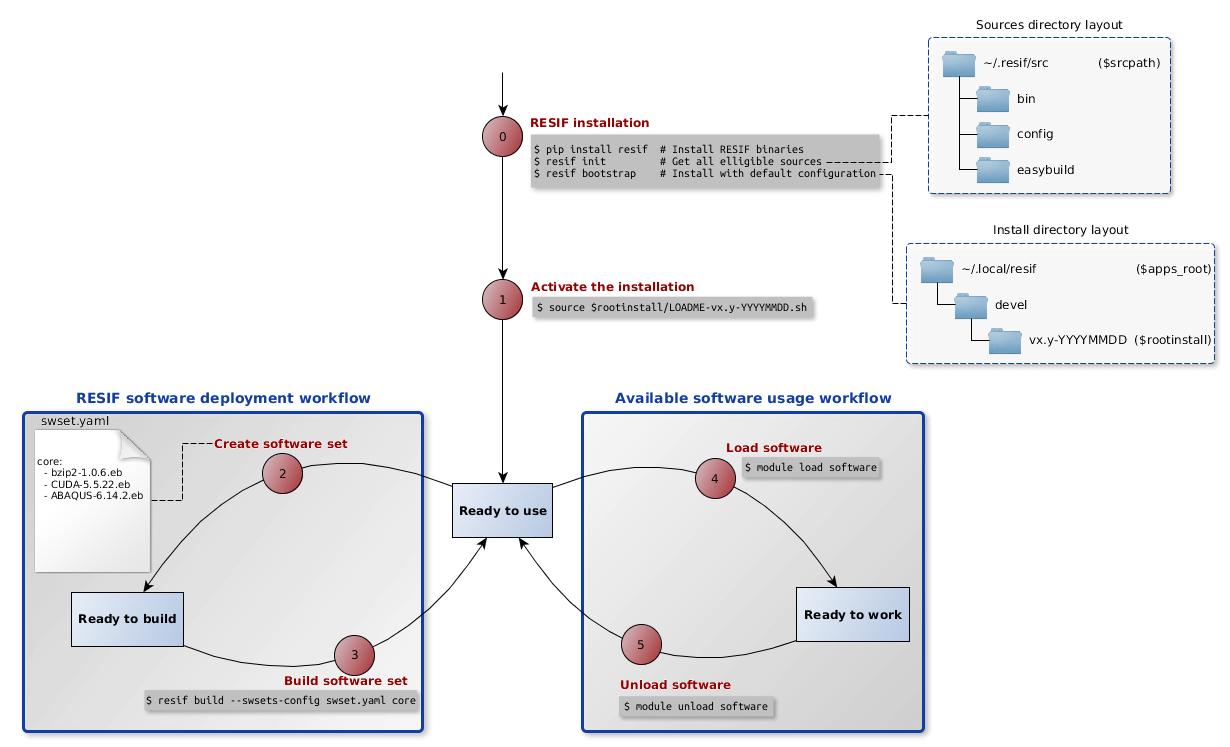 Sources directory layout
~/.resif/src ($srcpath)
bin
config
easybuild
0
RESIF installation
$ pip install resif # Install RESIF binaries
$ resif init # Get all elligible sources
$ resif bootstrap # Install with default configuration
Install directory layout
~/.local/resif ($apps_root)
devel
vx.y-YYYYMMDD ($rootinstall)
1
Activate the installation
$ source $rootinstall/LOADME-vx.y-YYYYMMDD.sh
RESIF software deployment workflow
swset.yaml
core:
- bzip2-1.0.6.eb
- CUDA-5.5.22.eb
- ABAQUS-6.14.2.eb
Create software set
2
Ready to use
Ready to build
3
Build software set
$ resif build --swsets-config swset.yaml core
Available software usage workflow
Load software
$ module load software
4
Ready to work
5
Unload software
$ module unload software